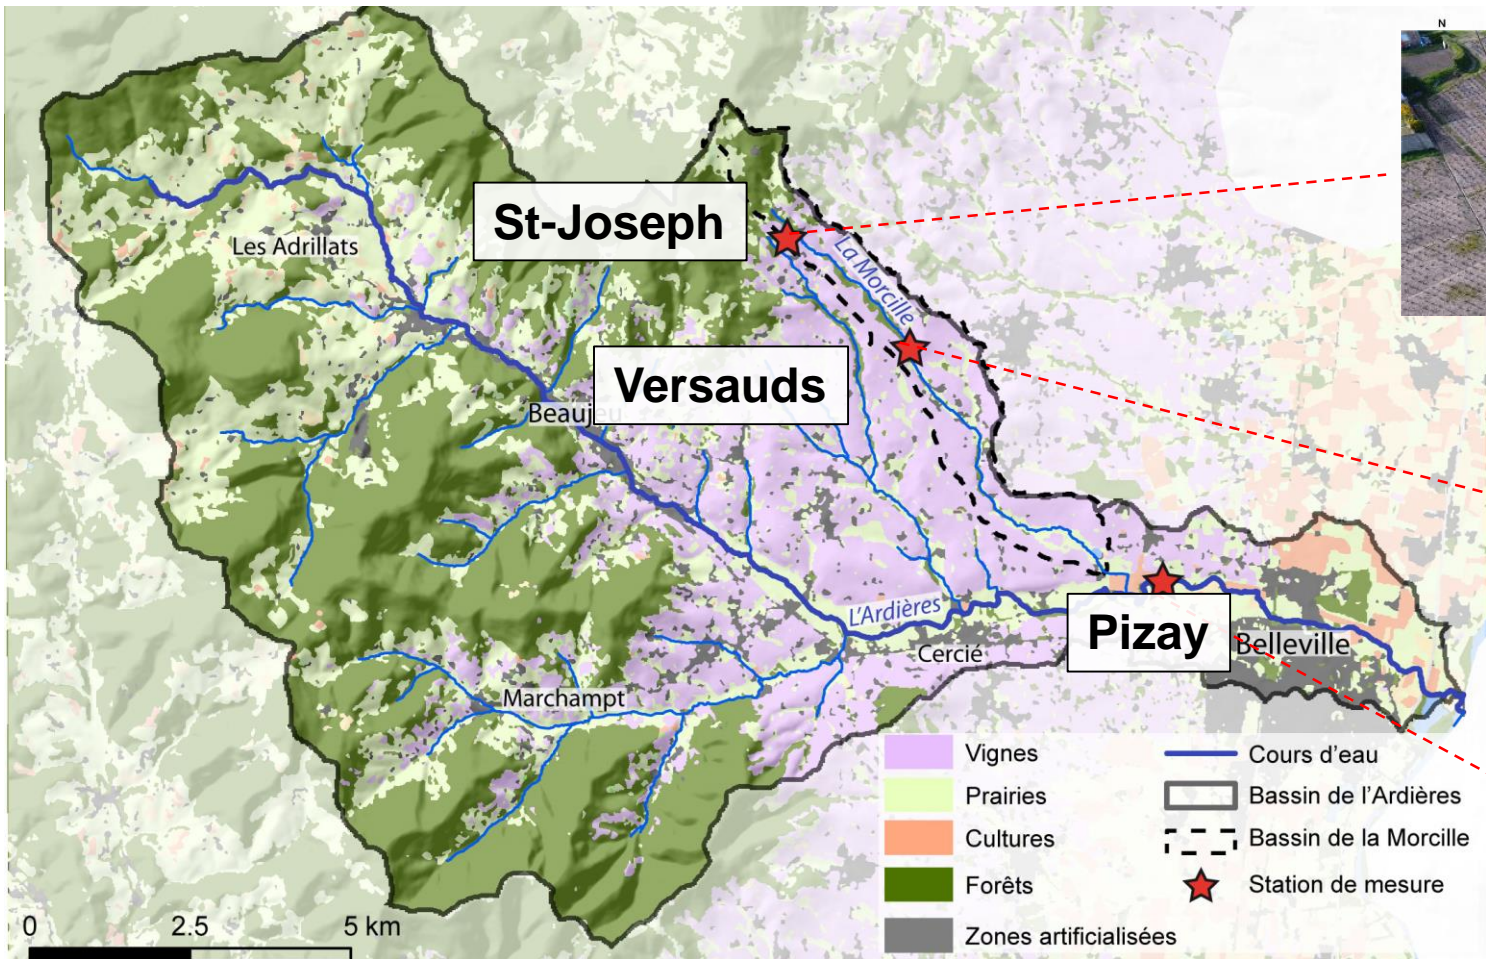 N
St-Joseph
Les Adrillats
La Morcille
Versauds
Beaujeu
L'Ardières
Pizay
Belleville
Cercié
Marchampt
Vignes
Prairies
Cultures
Forêts
Zones artificialisées
Cours d'eau
Bassin de l'Ardières
Bassin de la Morcille
Station de mesure
0 2.5 5 km